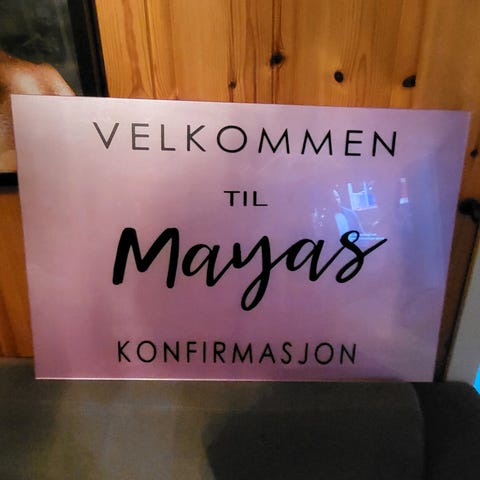 VELKOMMEN
TIL
Mayas
KONFIRMASJON